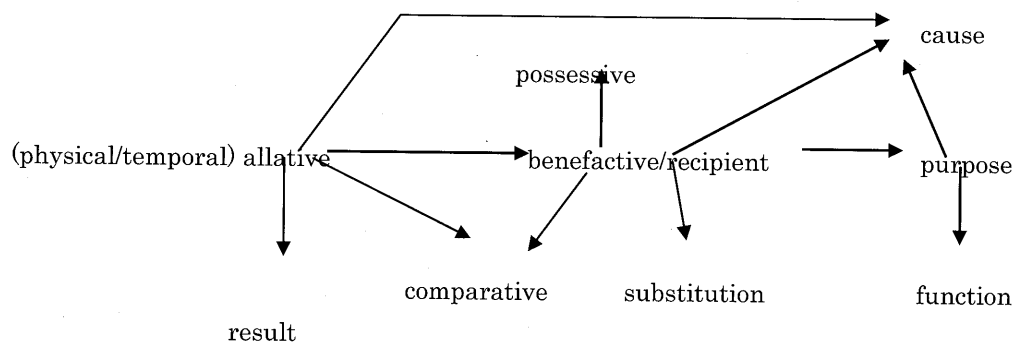 cause
possessive
(physical/temporal) allative
benefactive/recipient
purpose
comparative
substitution
function
result